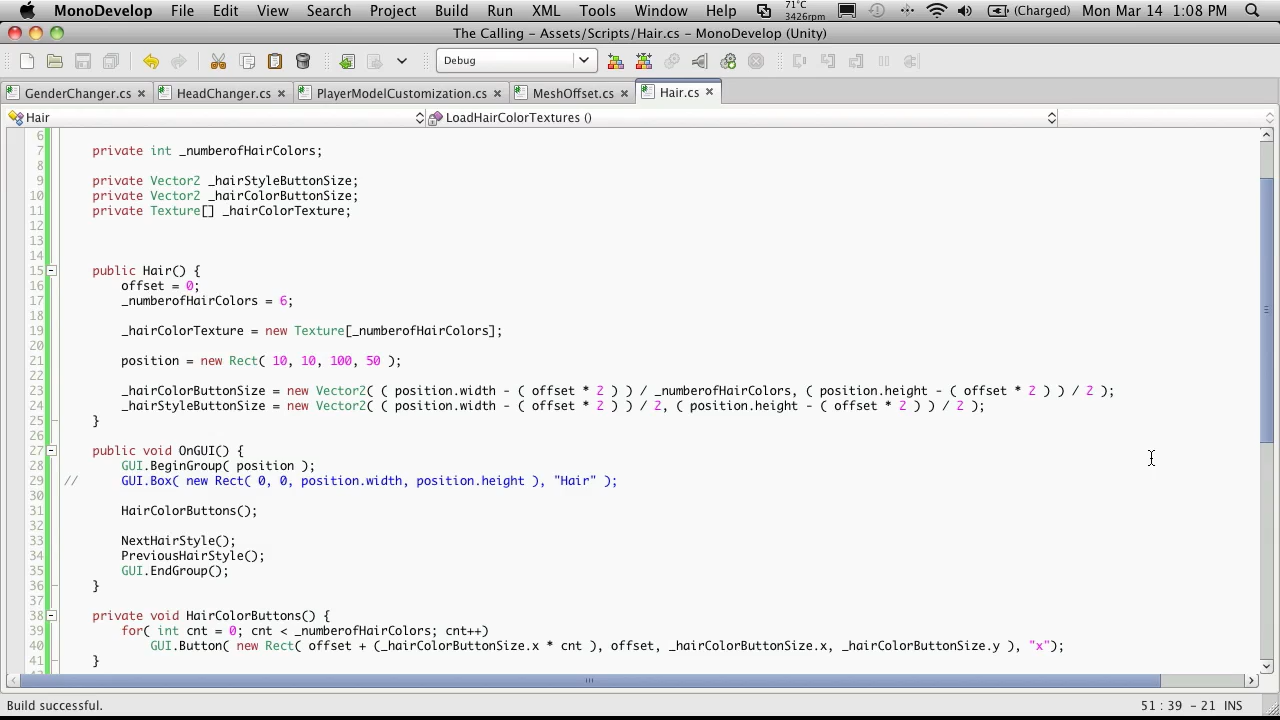 MonoDevelop File Edit View Search Project Build Run XML Tools Window Help 71°C 3426rpm (Charged) Mon Mar 14 1:08 PM
The Calling - Assets/Scripts/Hair.cs - MonoDevelop (Unity)
Debug
GenderChanger.cs HeadChanger.cs PlayerModelCustomization.cs MeshOffset.cs Hair.cs
Hair LoadHairColorTextures ()
6
7 private int _numberofHairColors;
8
9 private Vector2 _hairStyleButtonSize;
10 private Vector2 _hairColorButtonSize;
11 private Texture[] _hairColorTexture;
12
13
14
15 public Hair() {
16 offset = 0;
17 _numberofHairColors = 6;
18
19 _hairColorTexture = new Texture[_numberofHairColors];
20
21 position = new Rect( 10, 10, 100, 50 );
22
23 _hairColorButtonSize = new Vector2( ( position.width - ( offset * 2 ) ) / _numberofHairColors, ( position.height - ( offset * 2 ) ) / 2 );
24 _hairStyleButtonSize = new Vector2( ( position.width - ( offset * 2 ) ) / 2, ( position.height - ( offset * 2 ) ) / 2 );
25 }
26
27 public void OnGUI() {
28 GUI.BeginGroup( position );
29 // GUI.Box( new Rect( 0, 0, position.width, position.height ), "Hair" );
30
31 HairColorButtons();
32
33 NextHairStyle();
34 PreviousHairStyle();
35 GUI.EndGroup();
36 }
37
38 private void HairColorButtons() {
39 for( int cnt = 0; cnt < _numberofHairColors; cnt++)
40 GUI.Button( new Rect( offset + (_hairColorButtonSize.x * cnt ), offset, _hairColorButtonSize.x, _hairColorButtonSize.y ), "x");
41 }
Build successful. 51 : 39 - 21 INS